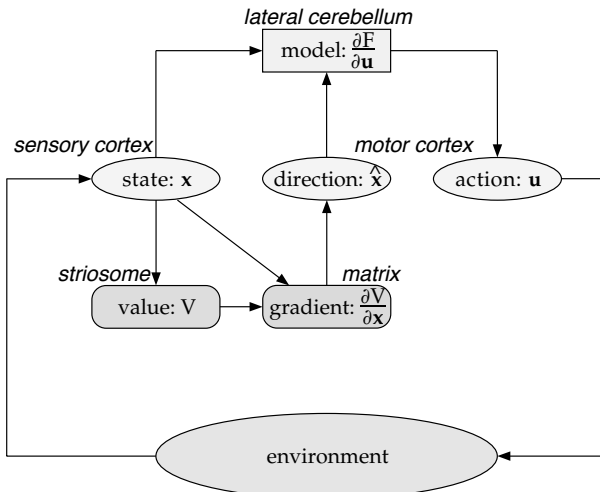 lateral cerebellum
model: ∂F/∂u
sensory cortex
motor cortex
state: x
direction: x̂
action: u
striosome
matrix
value: V
gradient: ∂V/∂x
environment